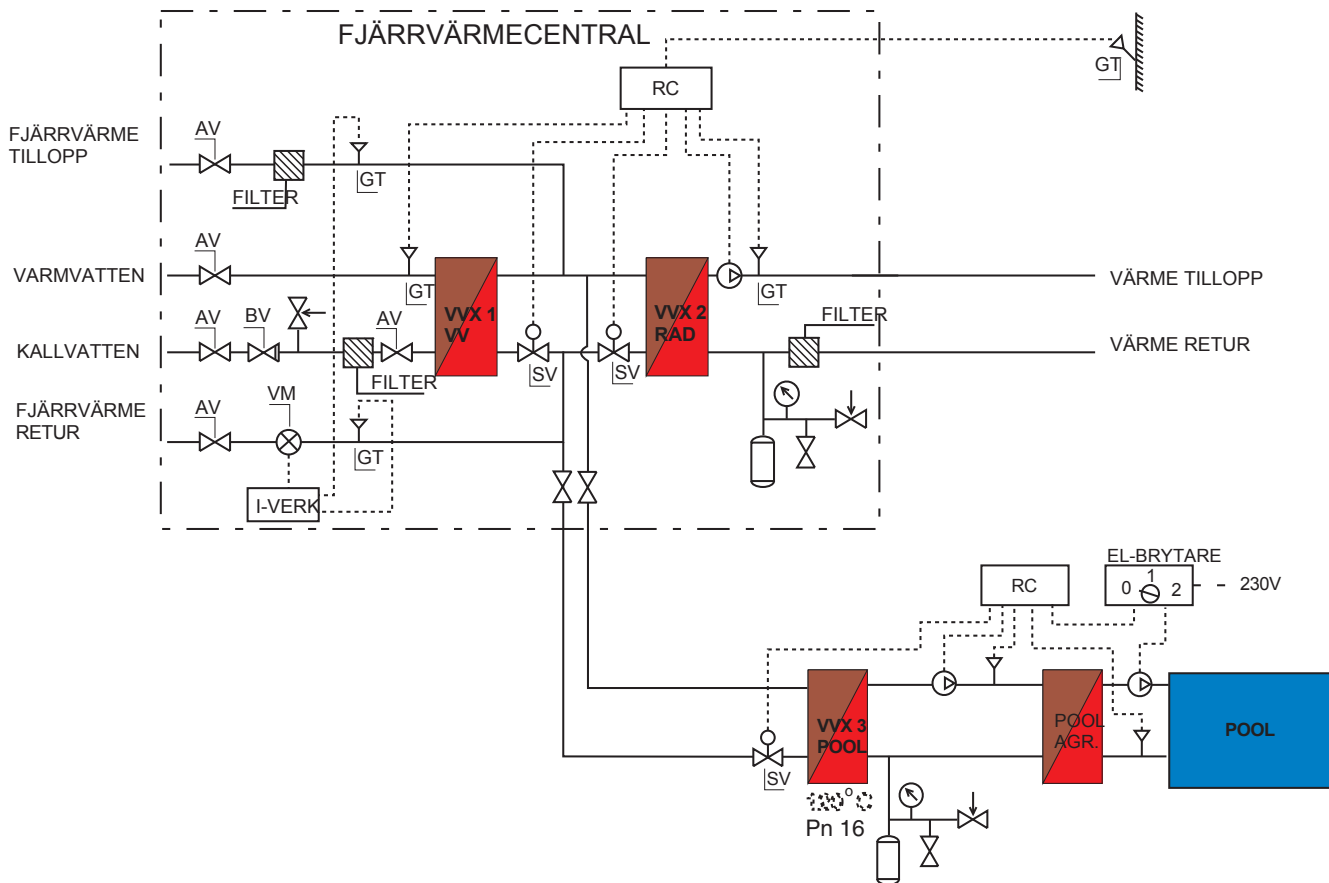 FJÄRRVÄRMECENTRAL
RC
GT
FJÄRRVÄRME
TILLOPP
AV
FILTER
GT
VARMVATTEN
AV
GT
VVX 1
VV
VVX 2
RAD
GT
VÄRME TILLOPP
KALLVATTEN
AV
BV
FILTER
AV
SV
SV
FILTER
VÄRME RETUR
FJÄRRVÄRME
RETUR
AV
VM
GT
I-VERK
EL-BRYTARE
RC
0 1 2
230V
VVX 3
POOL
SV
POOL
AGR.
POOL
Pn 16